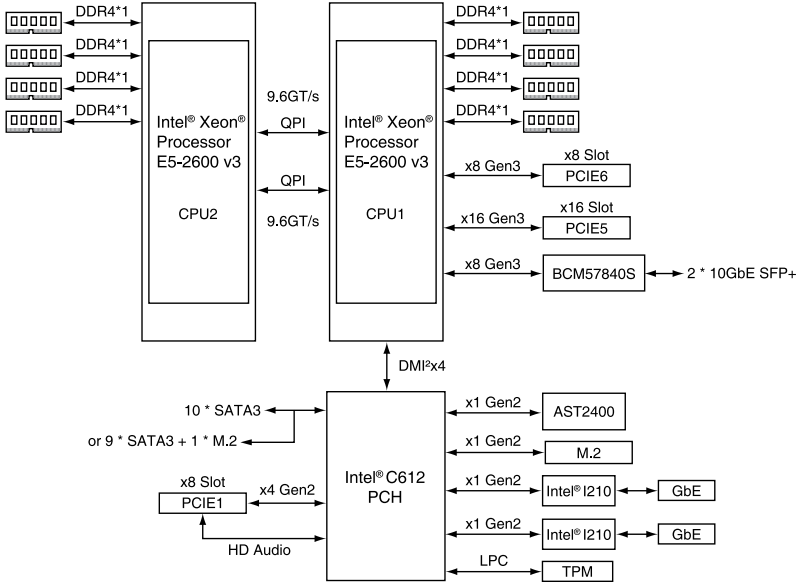 DDR4*1
DDR4*1
DDR4*1
DDR4*1
Intel® Xeon®
Processor
E5-2600 v3
CPU2
9.6GT/s
QPI
QPI
9.6GT/s
Intel® Xeon®
Processor
E5-2600 v3
CPU1
DDR4*1
DDR4*1
DDR4*1
DDR4*1
x8 Gen3
x8 Slot
PCIE6
x16 Gen3
x16 Slot
PCIE5
x8 Gen3
BCM57840S
2 * 10GbE SFP+
DMI²x4
10 * SATA3
or 9 * SATA3 + 1 * M.2
x8 Slot
PCIE1
x4 Gen2
HD Audio
Intel® C612
PCH
x1 Gen2
AST2400
x1 Gen2
M.2
x1 Gen2
Intel® I210
GbE
x1 Gen2
Intel® I210
GbE
LPC
TPM